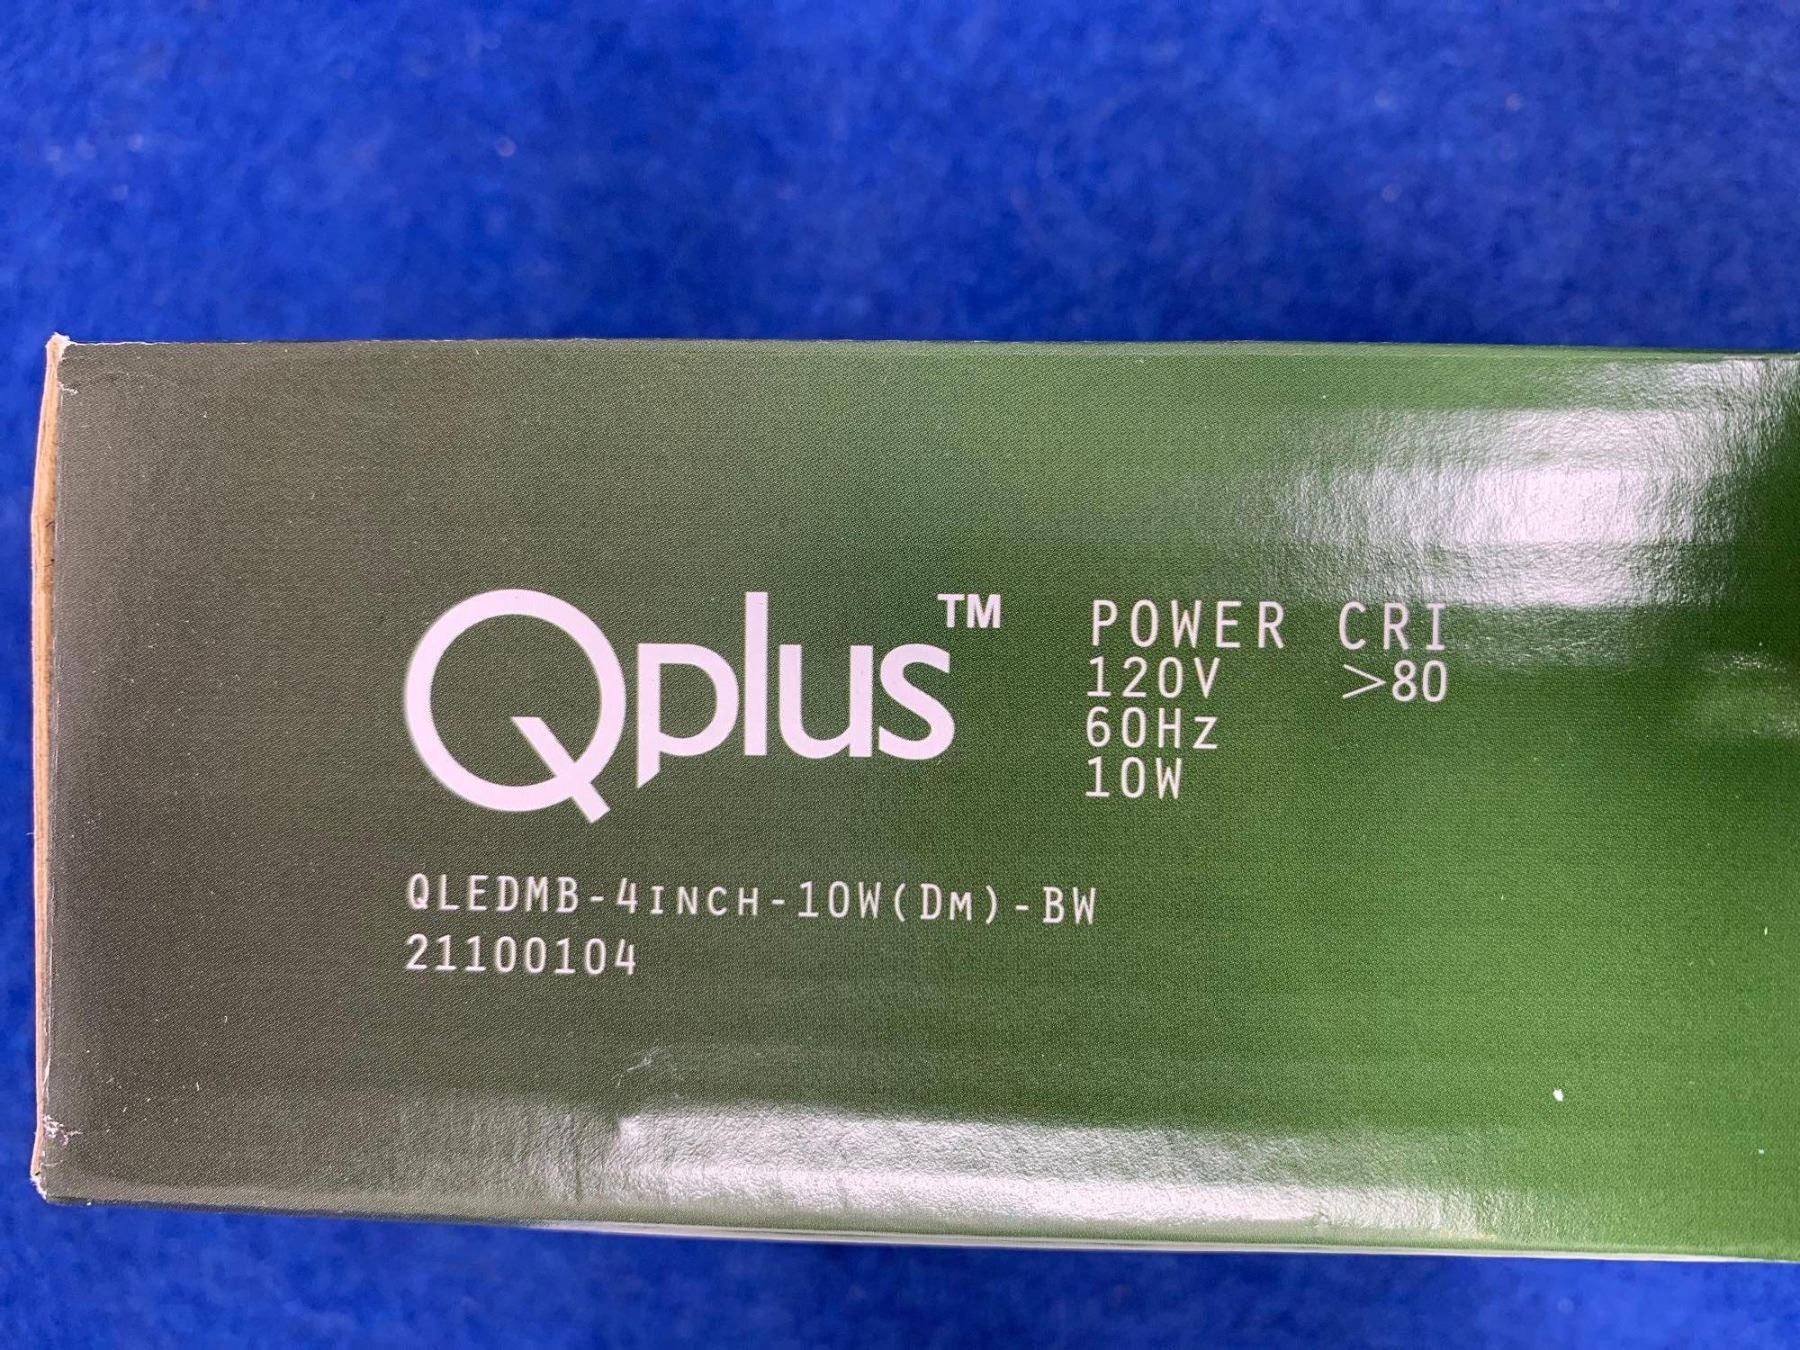 Qplus™
POWER CRI
120V >80
60Hz
10W
QLEDMB-4INCH-10W(DM)-BW
21100104